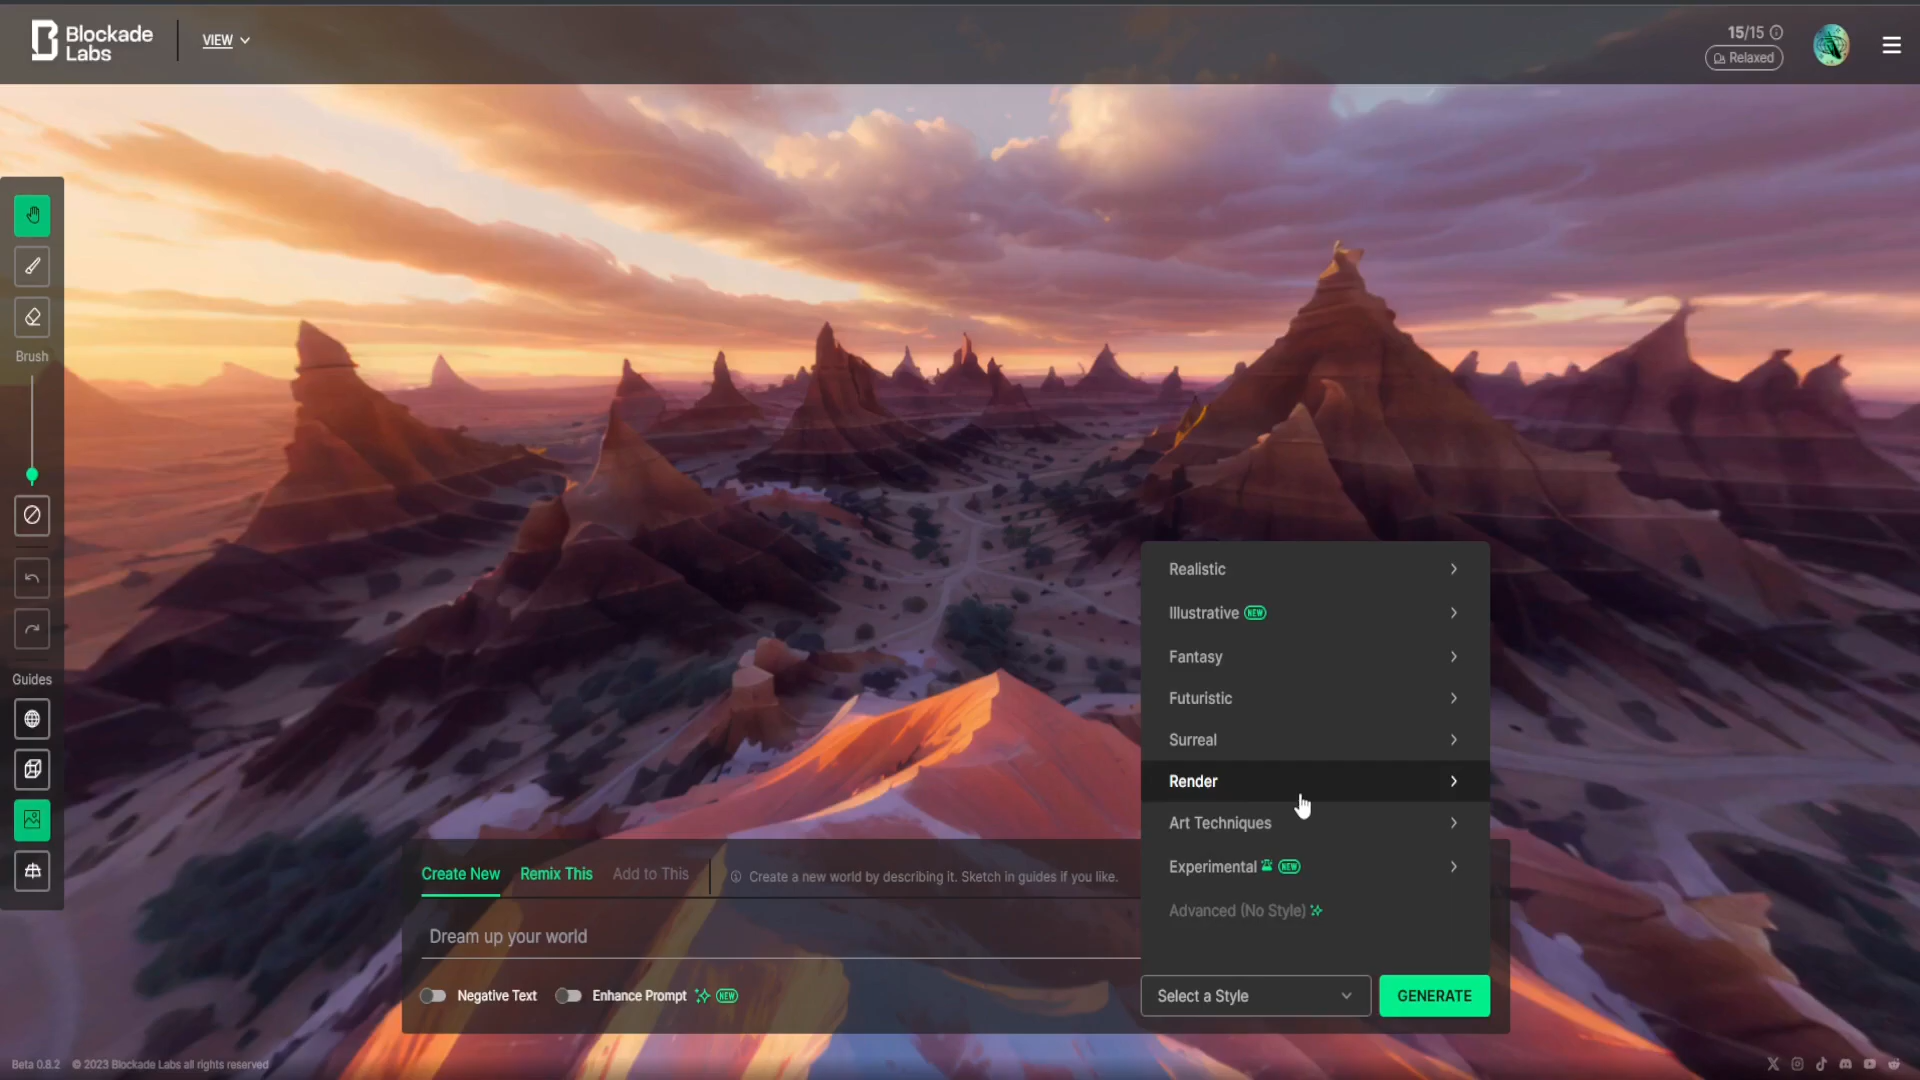 Blockade
Labs
VIEW
15/15
Relaxed
Brush
Guides
Realistic
Illustrative NEW
Fantasy
Futuristic
Surreal
Render
Art Techniques
Experimental NEW
Advanced (No Style)
Create New Remix This Add to This Create a new world by describing it. Sketch in guides if you like.
Dream up your world
Negative Text Enhance Prompt NEW
Select a Style GENERATE
Beta 0.8.2 © 2023 Blockade Labs all rights reserved